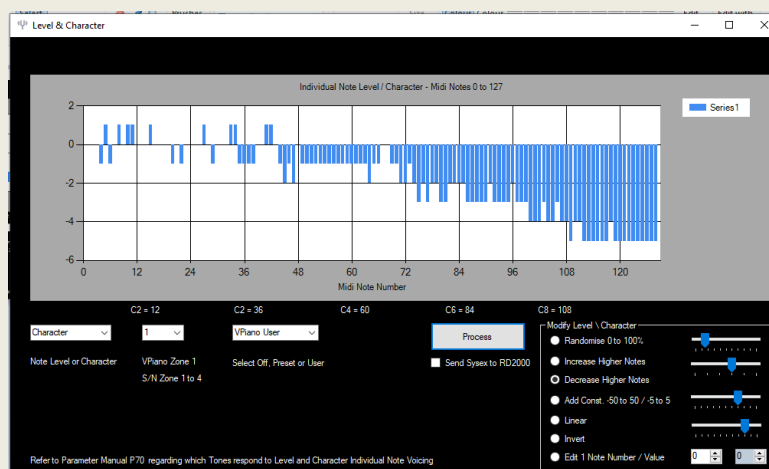 Level & Character
Individual Note Level / Character - Midi Notes 0 to 127
Series1
2
0
-2
-4
-6
0 12 24 36 48 60 72 84 96 108 120
Midi Note Number
C2 = 12 C2 = 36 C4 = 60 C6 = 84 C8 = 108
Character 1 VPiano User Process
Note Level or Character VPiano Zone 1 Select Off, Preset or User Send Sysex to RD2000
S/N Zone 1 to 4
Modify Level \ Character
Randomise 0 to 100%
Increase Higher Notes
Decrease Higher Notes
Add Const. -50 to 50 / -5 to 5
Linear
Invert
Edit 1 Note Number / Value 0 0
Refer to Parameter Manual P70 regarding which Tones respond to Level and Character Individual Note Voicing